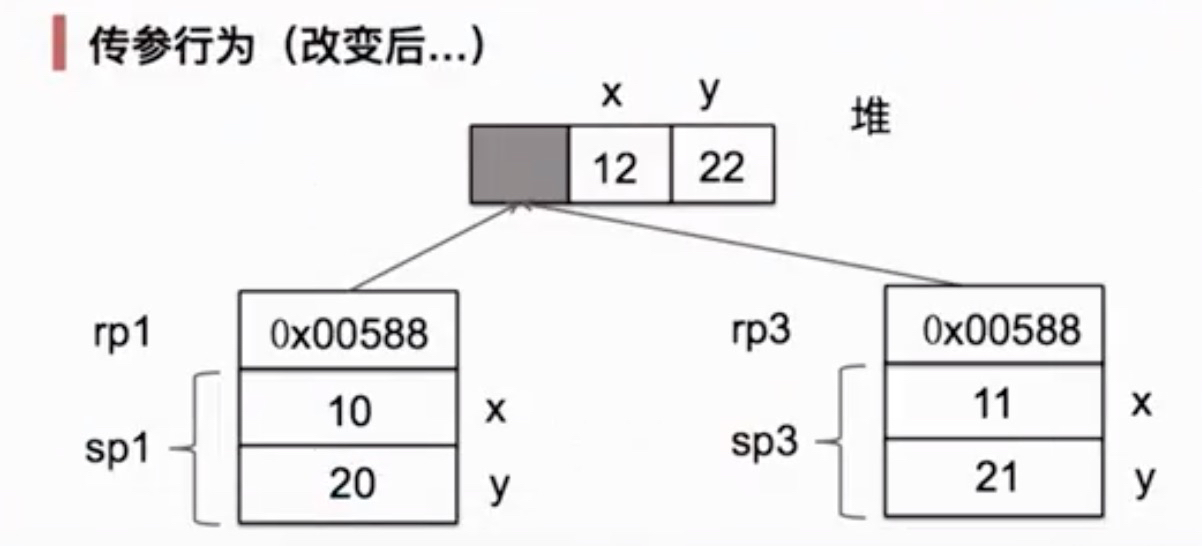 传参行为（改变后...）
x y
堆
12 22
rp1 0x00588 rp3 0x00588
10 x 11 x
sp1 sp3
20 y 21 y